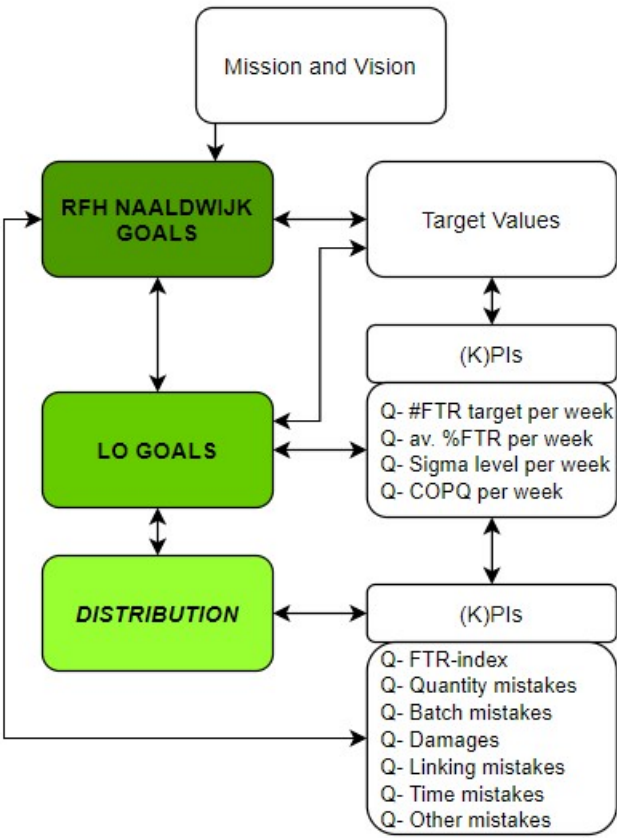 Mission and Vision
RFH NAALDWIJK
GOALS
Target Values
(K)PIs
Q- #FTR target per week
Q- av. %FTR per week
Q- Sigma level per week
Q- COPQ per week
LO GOALS
DISTRIBUTION
(K)PIs
Q- FTR-index
Q- Quantity mistakes
Q- Batch mistakes
Q- Damages
Q- Linking mistakes
Q- Time mistakes
Q- Other mistakes